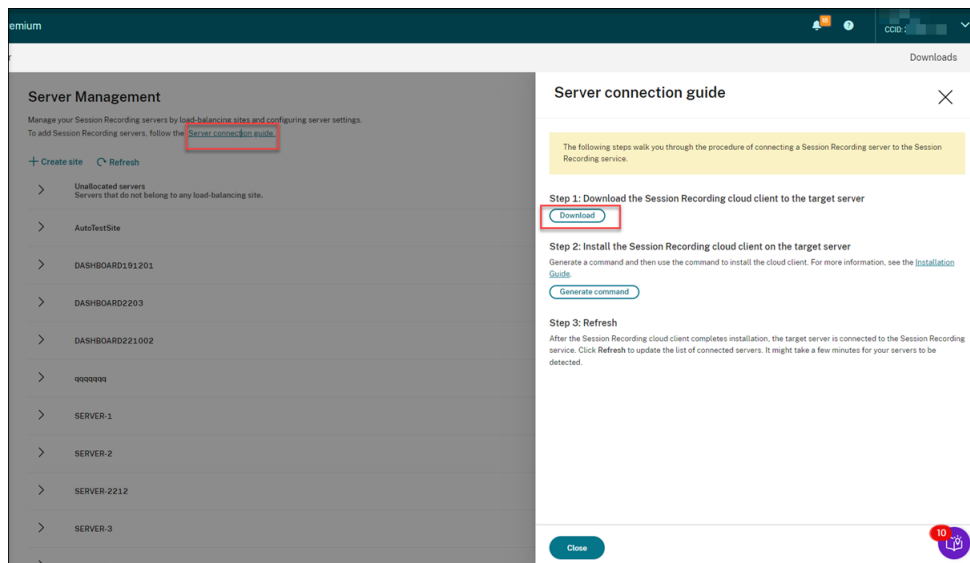 emium
18
CCID:
r
Downloads
Server Management
Manage your Session Recording servers by load-balancing sites and configuring server settings.
To add Session Recording servers, follow the Server connection guide.
Create site
Refresh
Unallocated servers
Servers that do not belong to any load-balancing site.
AutoTestSite
DASHBOARD191201
DASHBOARD2203
DASHBOARD221002
qqqqqqq
SERVER-1
SERVER-2
SERVER-2212
SERVER-3
Server connection guide
The following steps walk you through the procedure of connecting a Session Recording server to the Session
Recording service.
Step 1: Download the Session Recording cloud client to the target server
Download
Step 2: Install the Session Recording cloud client on the target server
Generate a command and then use the command to install the cloud client. For more information, see the Installation
Guide.
Generate command
Step 3: Refresh
After the Session Recording cloud client completes installation, the target server is connected to the Session Recording
service. Click Refresh to update the list of connected servers. It might take a few minutes for your servers to be
detected.
Close
10